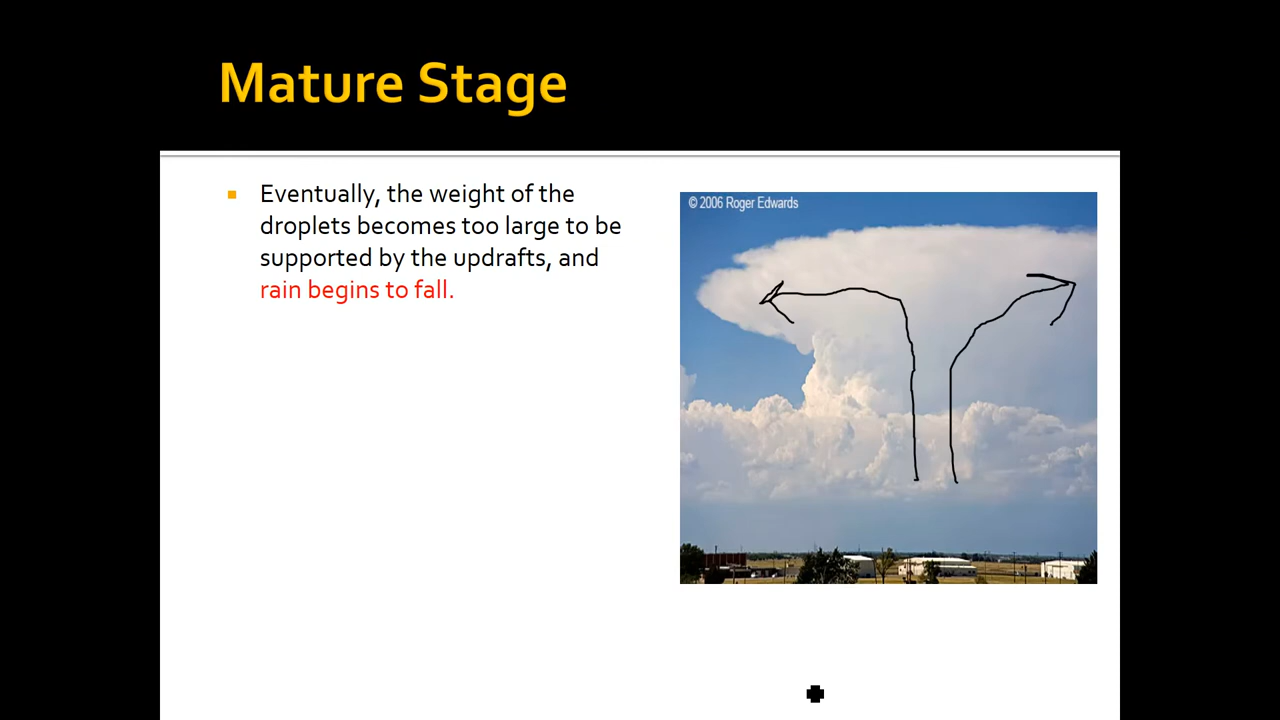 Mature Stage
Eventually, the weight of the
droplets becomes too large to be
supported by the updrafts, and
rain begins to fall.
© 2006 Roger Edwards